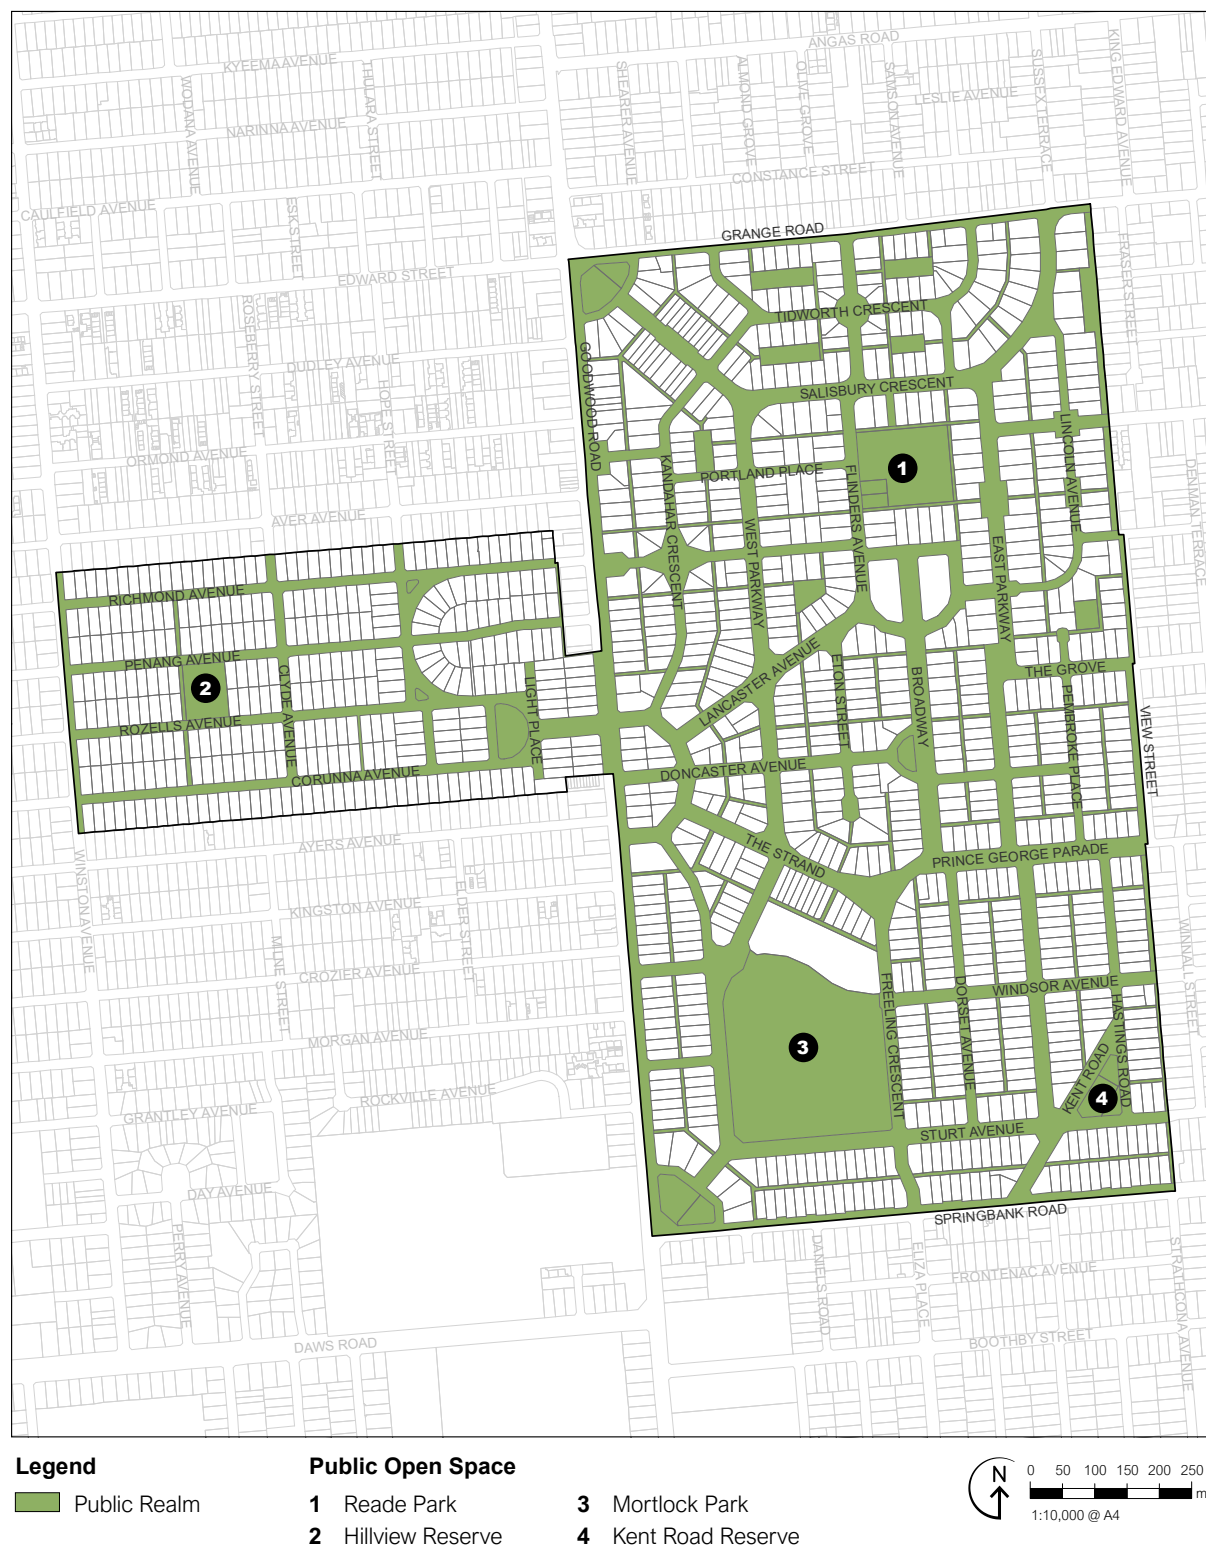 ANGAS ROAD
KYEEMA AVENUE
WODANA AVENUE
THULARA STREET
SHEARER AVENUE
ALMOND GROVE
OLIVE GROVE
SAMSON AVENUE
LESLIE AVENUE
SUSSEX TERRACE
KING EDWARD AVENUE
NARINNA AVENUE
CONSTANCE STREET
CAULFIELD AVENUE
ESK STREET
GRANGE ROAD
FRASER STREET
EDWARD STREET
ROSEBERRY STREET
TIDWORTH CRESCENT
DUDLEY AVENUE
HOPE STREET
GOODWOOD ROAD
SALISBURY CRESCENT
LINCOLN AVENUE
ORMOND AVENUE
KANDAHAR CRESCENT
PORTLAND PLACE
FLINDERS AVENUE
1
DENMAN TERRACE
AVER AVENUE
WEST PARKWAY
EAST PARKWAY
RICHMOND AVENUE
PENANG AVENUE
CLYDE AVENUE
2
LIGHT PLACE
LANCASTER AVENUE
ETON STREET
BROADWAY
THE GROVE
PEMBROKE PLACE
VIEW STREET
ROZELLS AVENUE
CORUNNA AVENUE
DONCASTER AVENUE
AYERS AVENUE
THE STRAND
PRINCE GEORGE PARADE
WINSTON AVENUE
KINGSTON AVENUE
ELDER STREET
MILNE STREET
CROZIER AVENUE
WINNALL STREET
FREELING CRESCENT
DORSET AVENUE
WINDSOR AVENUE
HASTINGS ROAD
MORGAN AVENUE
3
KENT ROAD
4
ROCKVILLE AVENUE
GRANTLEY AVENUE
STURT AVENUE
DAY AVENUE
PERRY AVENUE
SPRINGBANK ROAD
DANIELS ROAD
ELIZA PLACE
FRONTENAC AVENUE
STRATHCONA AVENUE
BOOTHBY STREET
DAWS ROAD
Legend
Public Realm
Public Open Space
1 Reade Park
2 Hillview Reserve
3 Mortlock Park
4 Kent Road Reserve
N
0 50 100 150 200 250
m
1:10,000 @ A4